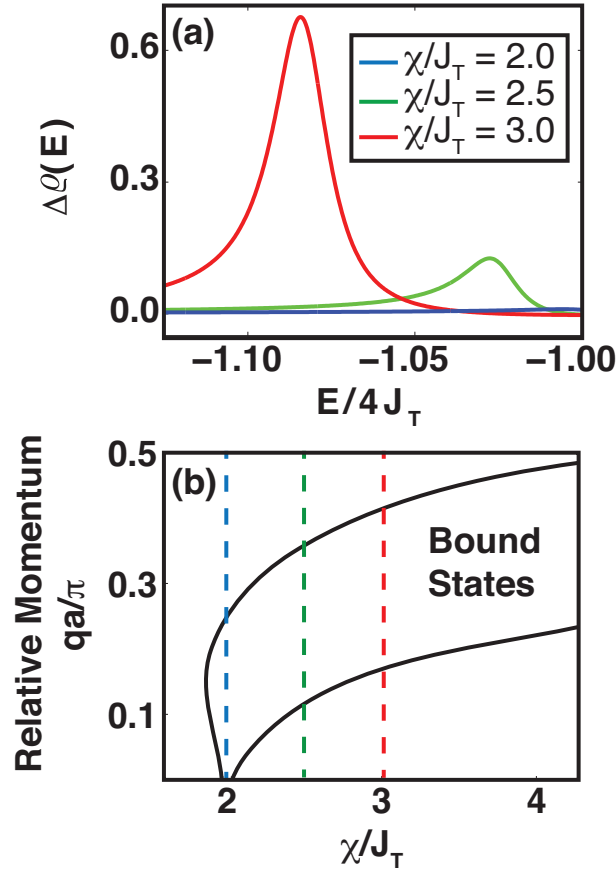 (a)
χ/J_T = 2.0
χ/J_T = 2.5
χ/J_T = 3.0
Δϱ(E)
0.6
0.3
0.0
−1.10
−1.05
−1.00
E/4J_T
(b)
Relative Momentum
qa/π
0.5
0.3
0.1
Bound
States
2
3
4
χ/J_T